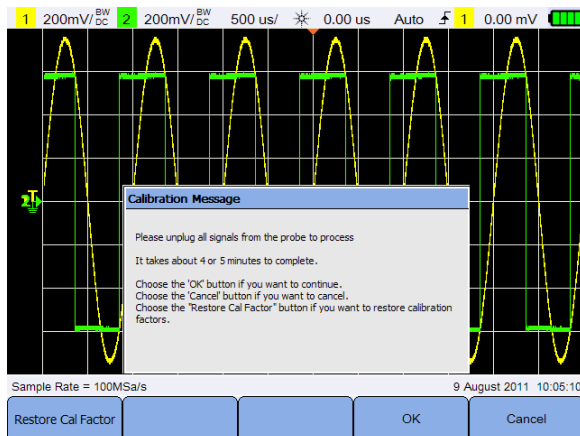 1 200mV/ BW DC 2 200mV/ BW DC 500 us/ 0.00 us Auto 1 0.00 mV
Calibration Message
Please unplug all signals from the probe to process
It takes about 4 or 5 minutes to complete.
Choose the 'OK' button if you want to continue.
Choose the 'Cancel' button if you want to cancel.
Choose the "Restore Cal Factor" button if you want to restore calibration
factors.
Sample Rate = 100MSa/s 9 August 2011 10:05:10
Restore Cal Factor OK Cancel